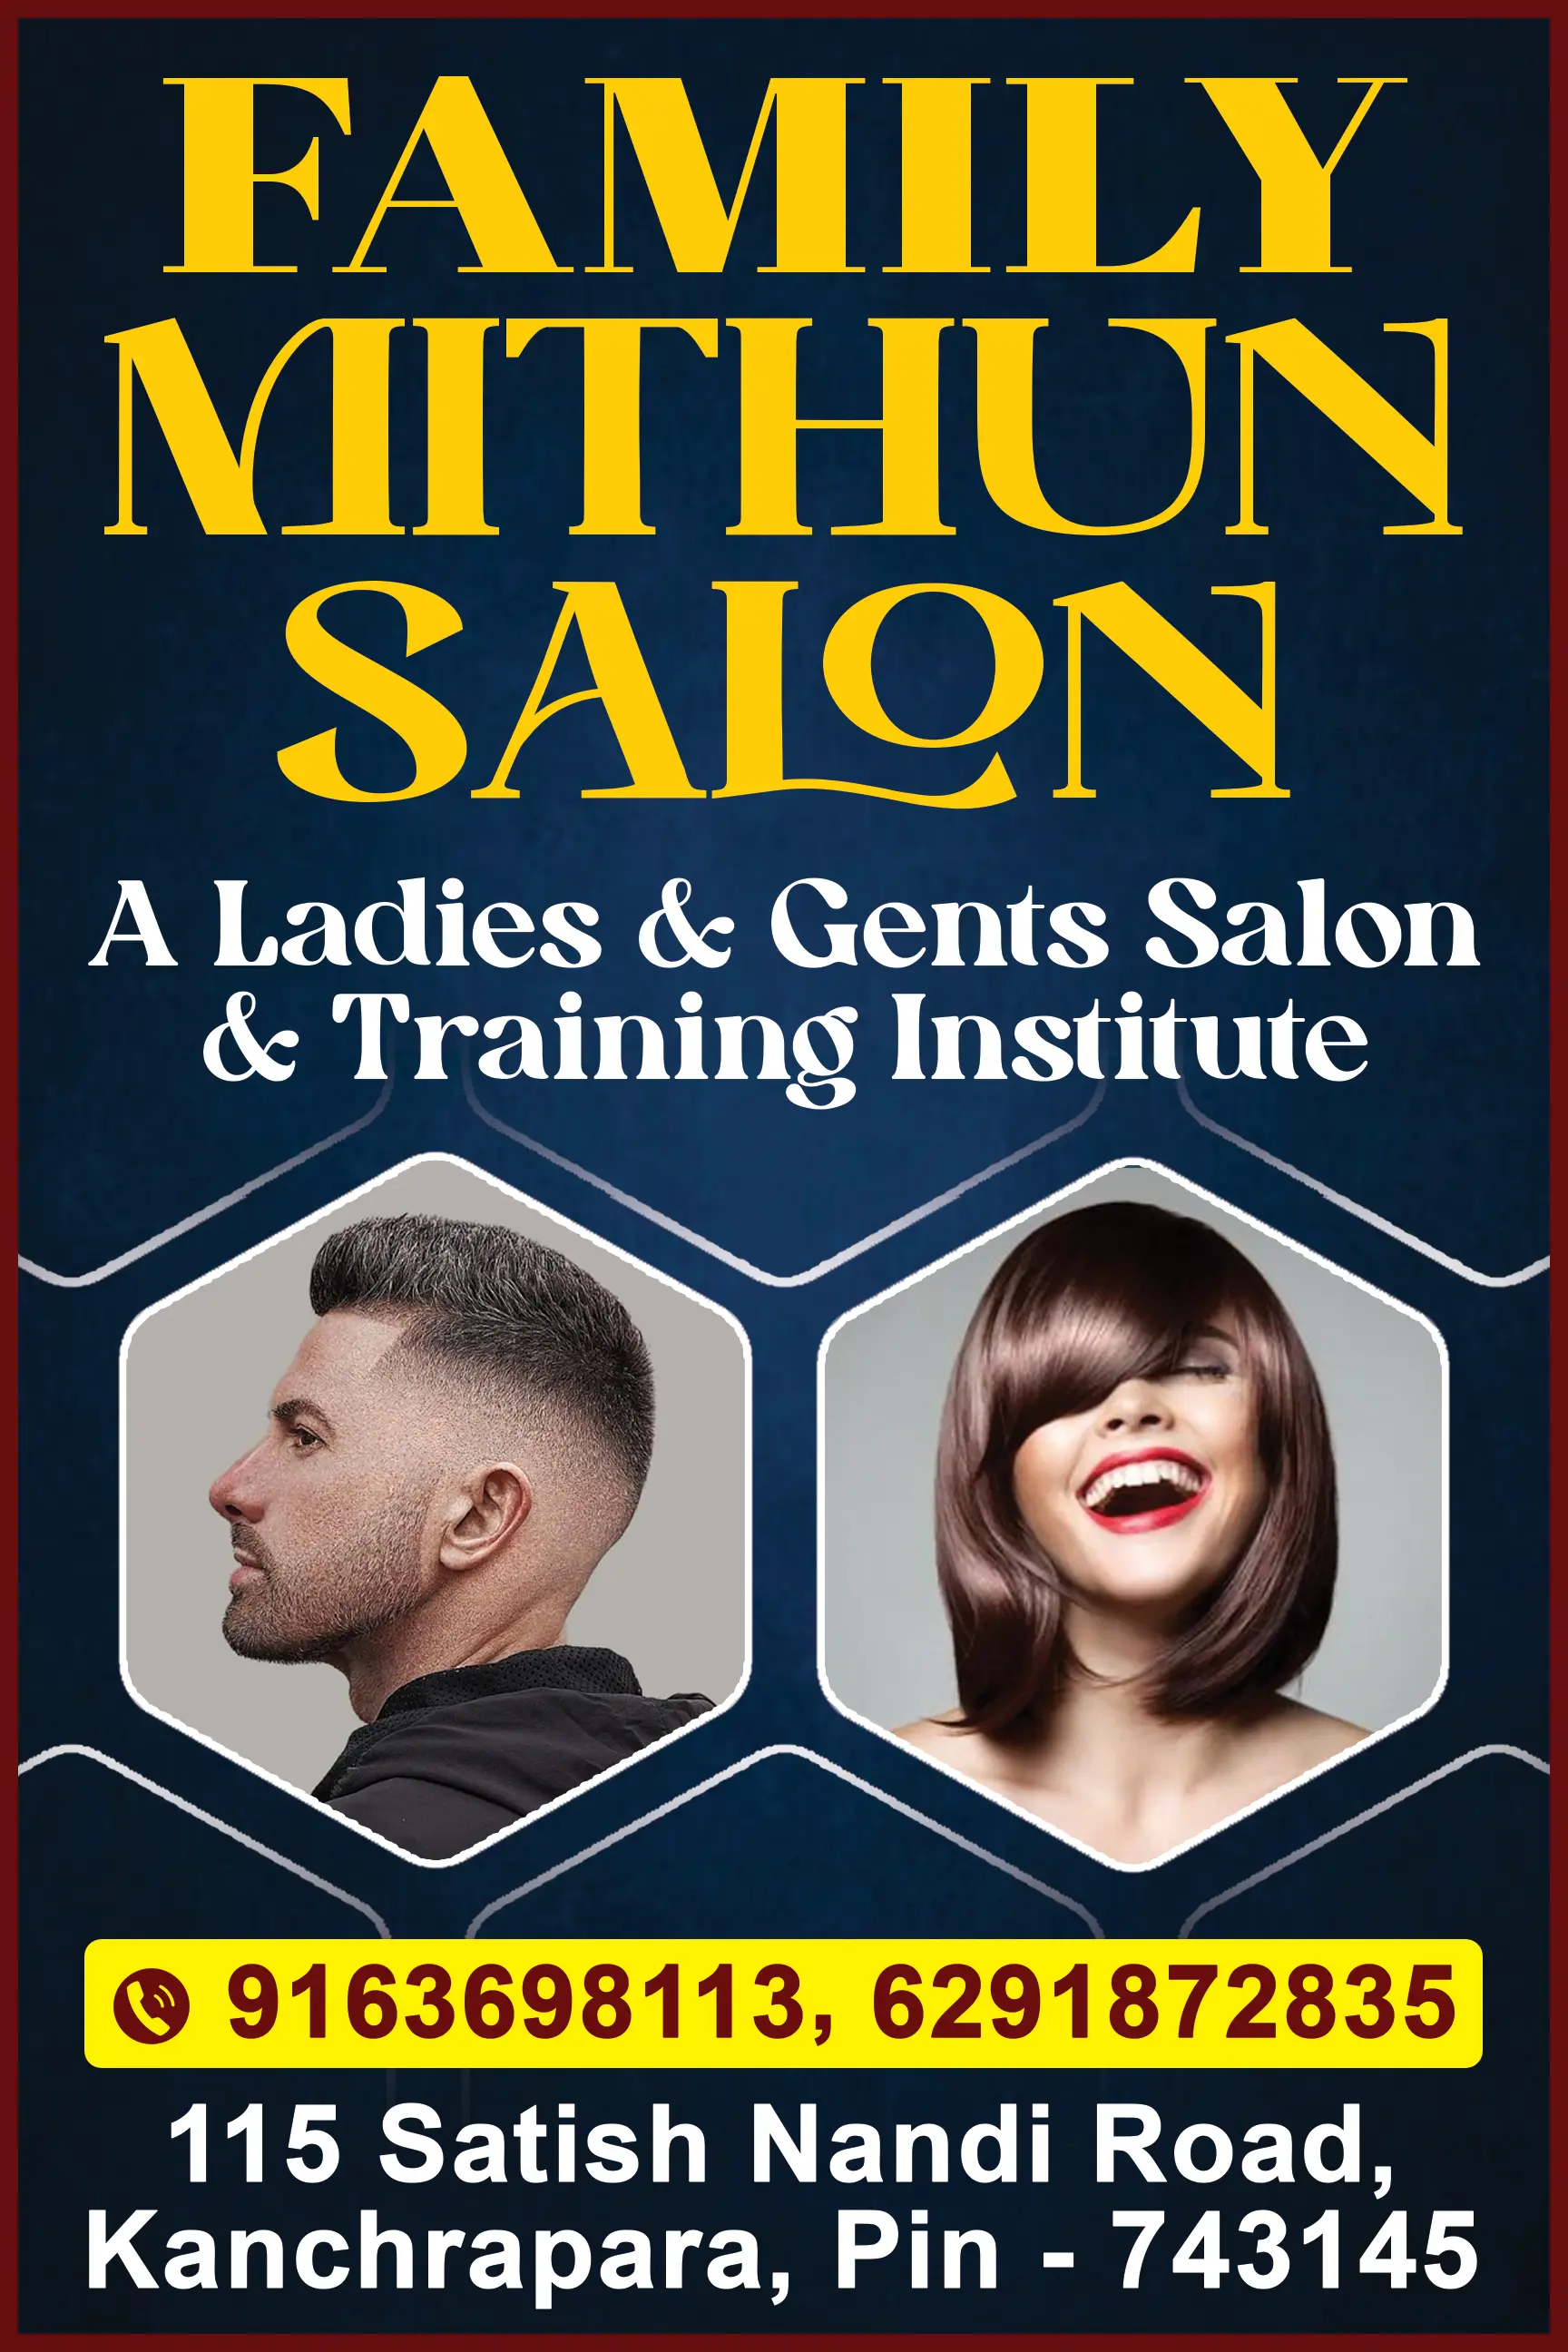 FAMILY
MITHUN
SALON
A Ladies & Gents Salon
& Training Institute
9163698113, 6291872835
115 Satish Nandi Road,
Kanchrapara, Pin - 743145